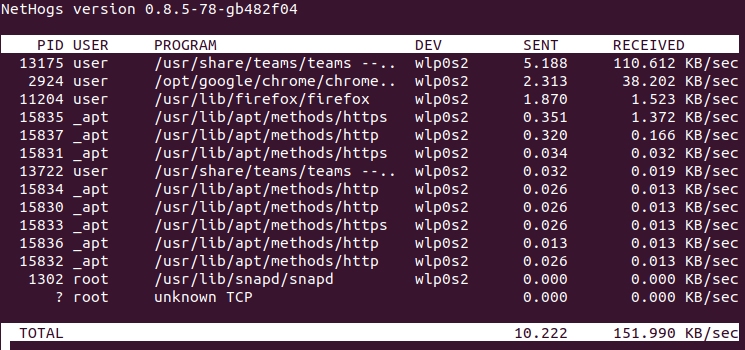 NetHogs version 0.8.5-78-gb482f04
PID USER PROGRAM DEV SENT RECEIVED
13175 user /usr/share/teams/teams --.. wlp0s2 5.188 110.612 KB/sec
2924 user /opt/google/chrome/chrome.. wlp0s2 2.313 38.202 KB/sec
11204 user /usr/lib/firefox/firefox wlp0s2 1.870 1.523 KB/sec
15835 _apt /usr/lib/apt/methods/https wlp0s2 0.351 1.372 KB/sec
15837 _apt /usr/lib/apt/methods/http wlp0s2 0.320 0.166 KB/sec
15831 _apt /usr/lib/apt/methods/https wlp0s2 0.034 0.032 KB/sec
13722 user /usr/share/teams/teams --.. wlp0s2 0.032 0.019 KB/sec
15834 _apt /usr/lib/apt/methods/http wlp0s2 0.026 0.013 KB/sec
15830 _apt /usr/lib/apt/methods/http wlp0s2 0.026 0.013 KB/sec
15833 _apt /usr/lib/apt/methods/https wlp0s2 0.026 0.013 KB/sec
15836 _apt /usr/lib/apt/methods/http wlp0s2 0.013 0.013 KB/sec
15832 _apt /usr/lib/apt/methods/http wlp0s2 0.026 0.013 KB/sec
1302 root /usr/lib/snapd/snapd wlp0s2 0.000 0.000 KB/sec
? root unknown TCP 0.000 0.000 KB/sec
TOTAL 10.222 151.990 KB/sec